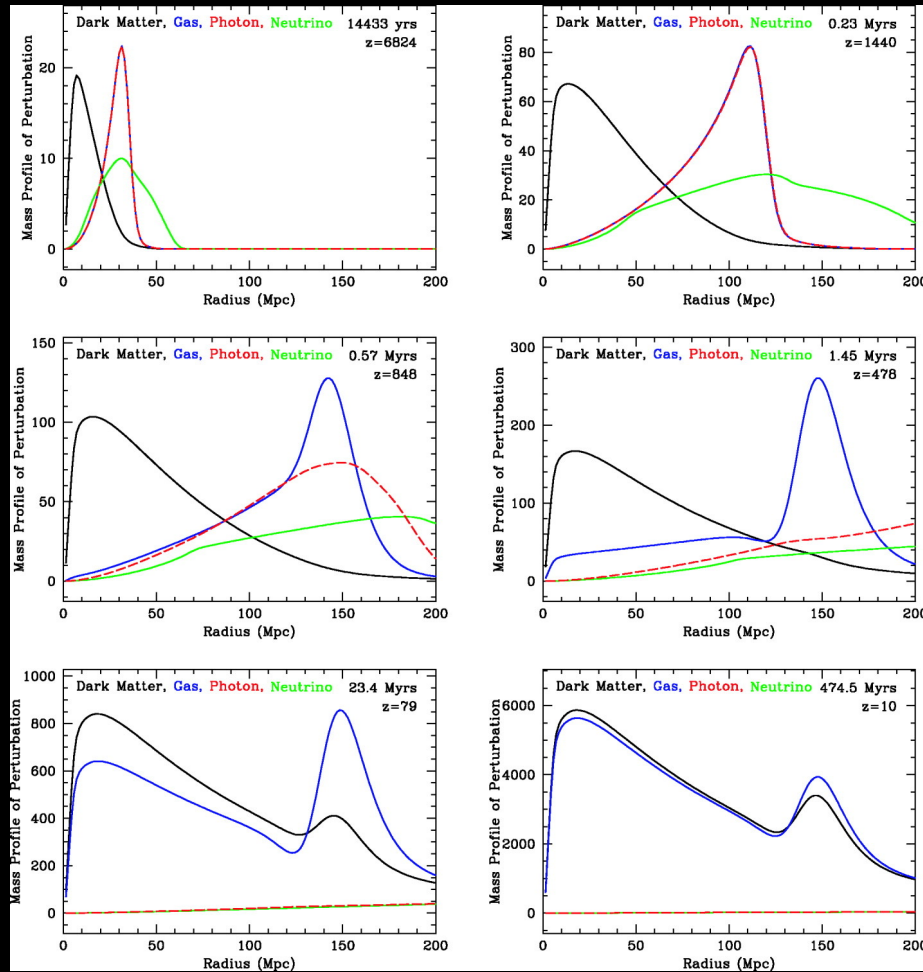 Dark Matter, Gas, Photon, Neutrino 14433 yrs
z=6824
Mass Profile of Perturbation
20
10
0
0 50 100 150 200
Radius (Mpc)
Dark Matter, Gas, Photon, Neutrino 0.23 Myrs
z=1440
Mass Profile of Perturbation
80
60
40
20
0
0 50 100 150 200
Radius (Mpc)
Dark Matter, Gas, Photon, Neutrino 0.57 Myrs
z=848
Mass Profile of Perturbation
150
100
50
0
0 50 100 150 200
Radius (Mpc)
Dark Matter, Gas, Photon, Neutrino 1.45 Myrs
z=478
Mass Profile of Perturbation
300
200
100
0
0 50 100 150 200
Radius (Mpc)
Dark Matter, Gas, Photon, Neutrino 23.4 Myrs
z=79
Mass Profile of Perturbation
1000
800
600
400
200
0
0 50 100 150 200
Radius (Mpc)
Dark Matter, Gas, Photon, Neutrino 474.5 Myrs
z=10
Mass Profile of Perturbation
6000
4000
2000
0
0 50 100 150 200
Radius (Mpc)